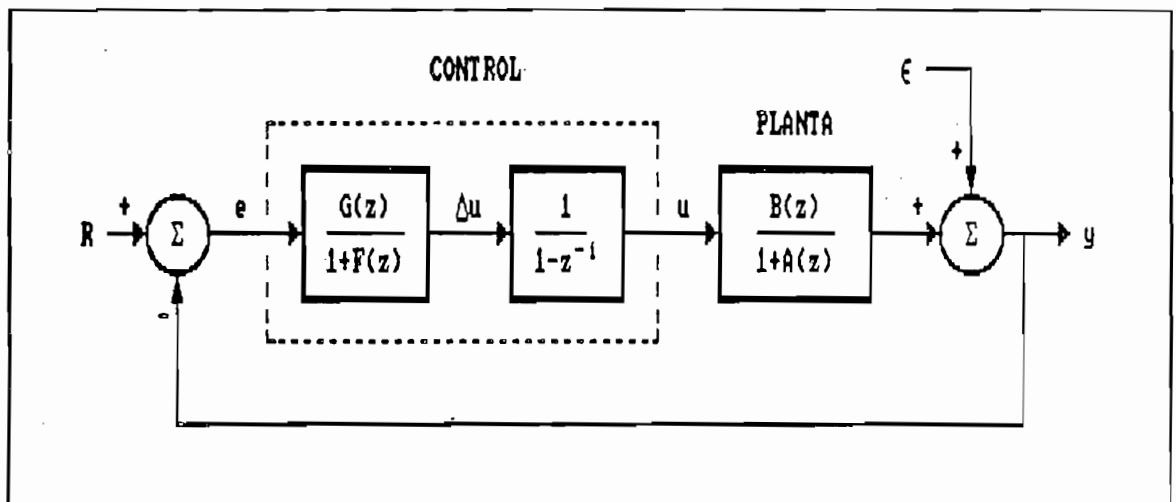 CONTROL
ϵ
PLANTA
+
R
+
Σ
e
G(z)
1+F(z)
Δu
1
1-z⁻¹
u
B(z)
1+A(z)
+
Σ
y